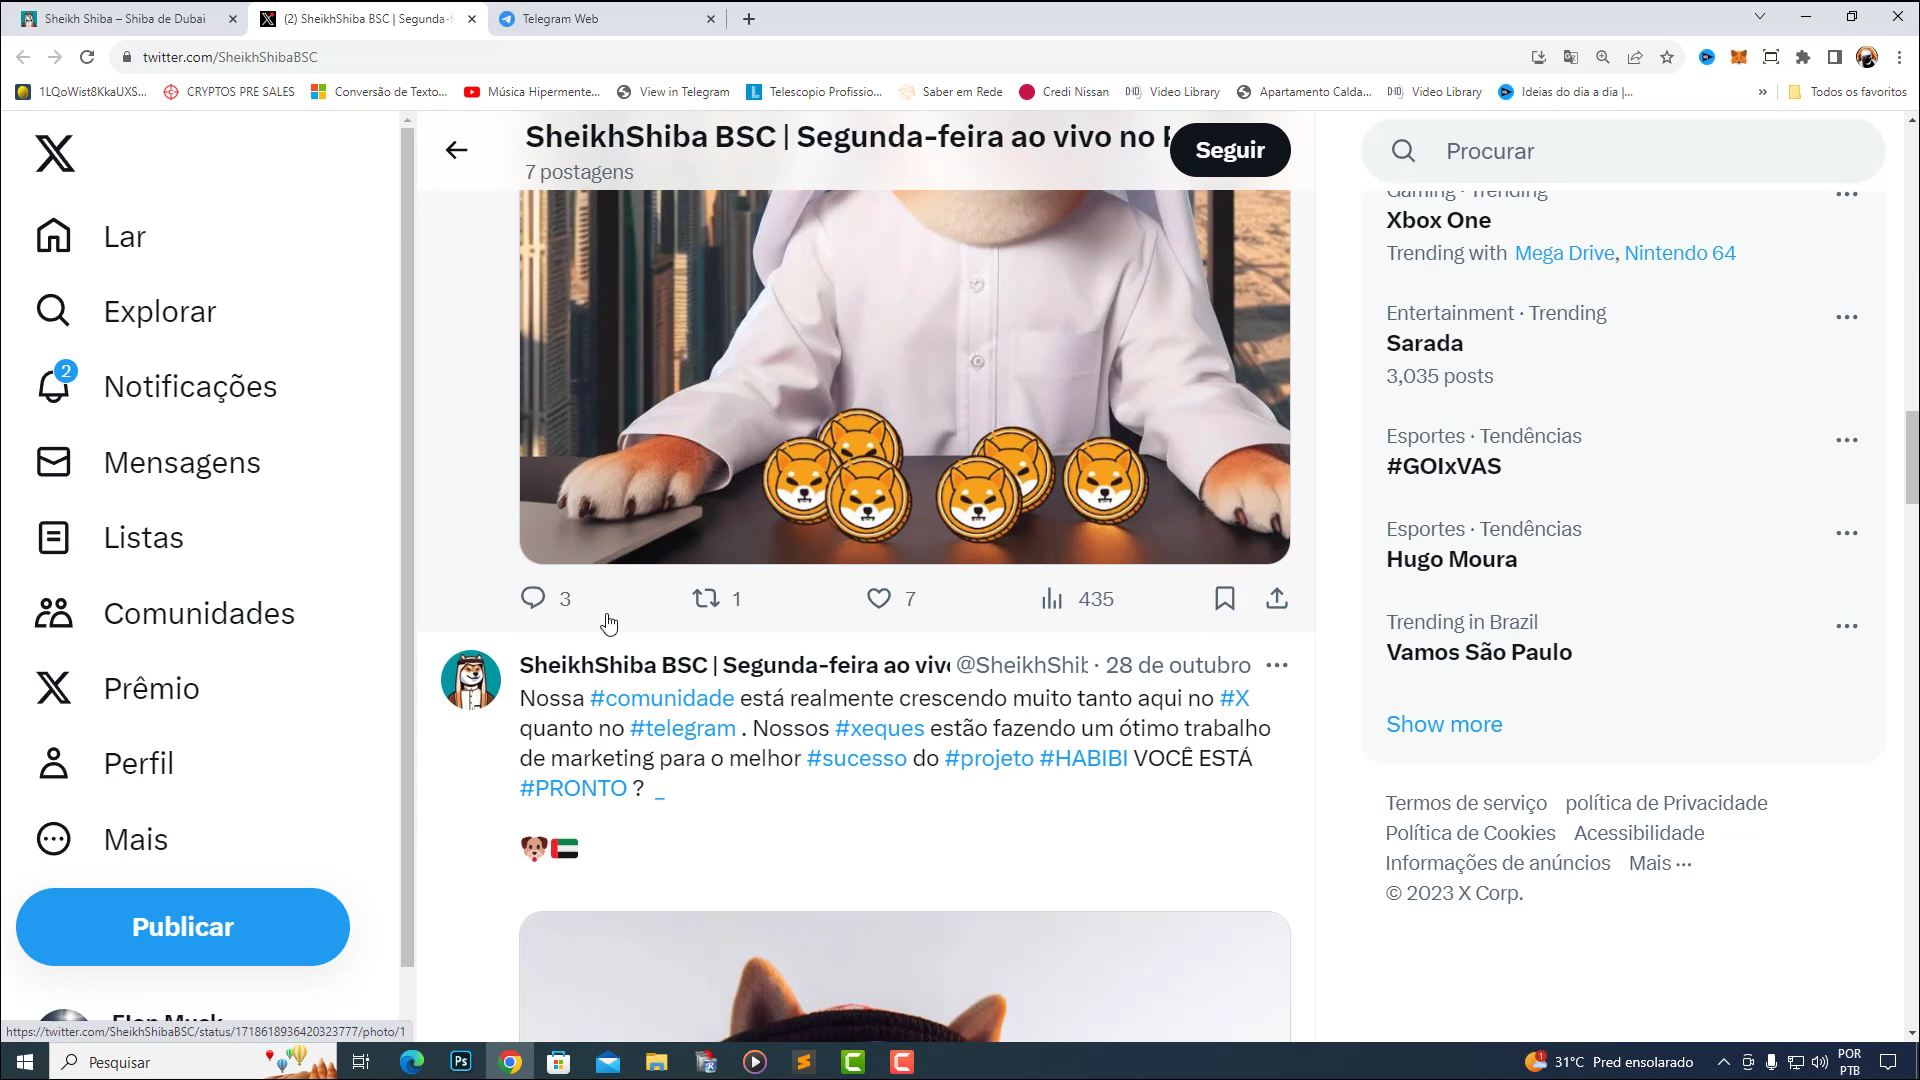 Sheikh Shiba – Shiba de Dubai
(2) SheikhShiba BSC | Segunda-f
Telegram Web
twitter.com/SheikhShibaBSC
1LQoWist8KkaUXS...
CRYPTOS PRE SALES
Conversão de Texto...
Música Hipermente...
View in Telegram
Telescopio Profissio...
Saber em Rede
Credi Nissan
Video Library
Apartamento Calda...
Video Library
Ideias do dia a dia |...
»
Todos os favoritos
SheikhShiba BSC | Segunda-feira ao vivo no
7 postagens
Seguir
Procurar
Lar
Explorar
2
Notificações
Mensagens
Listas
Comunidades
Prêmio
Perfil
Mais
Publicar
Elon Musk
3
1
7
435
SheikhShiba BSC | Segunda-feira ao viv @SheikhShit · 28 de outubro
Nossa #comunidade está realmente crescendo muito tanto aqui no #X
quanto no #telegram . Nossos #xeques estão fazendo um ótimo trabalho
de marketing para o melhor #sucesso do #projeto #HABIBI VOCÊ ESTÁ
#PRONTO ? _
Gaming · Trending
Xbox One
Trending with Mega Drive, Nintendo 64
Entertainment · Trending
Sarada
3,035 posts
Esportes · Tendências
#GOIxVAS
Esportes · Tendências
Hugo Moura
Trending in Brazil
Vamos São Paulo
Show more
Termos de serviço política de Privacidade
Política de Cookies Acessibilidade
Informações de anúncios Mais ···
© 2023 X Corp.
https://twitter.com/SheikhShibaBSC/status/1718618936420323777/photo/1
Pesquisar
Ps
31°C Pred ensolarado
POR
PTB